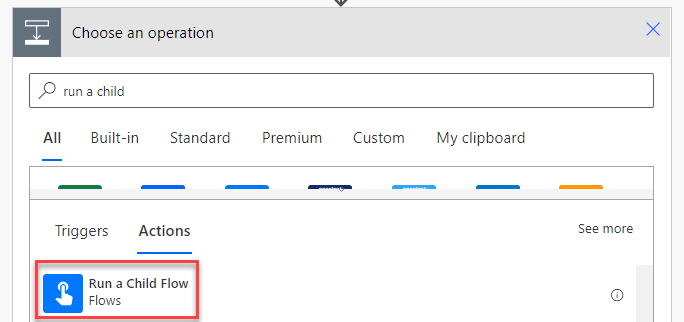 Choose an operation
run a child
All Built-in Standard Premium Custom My clipboard
Triggers Actions See more
Run a Child Flow
Flows